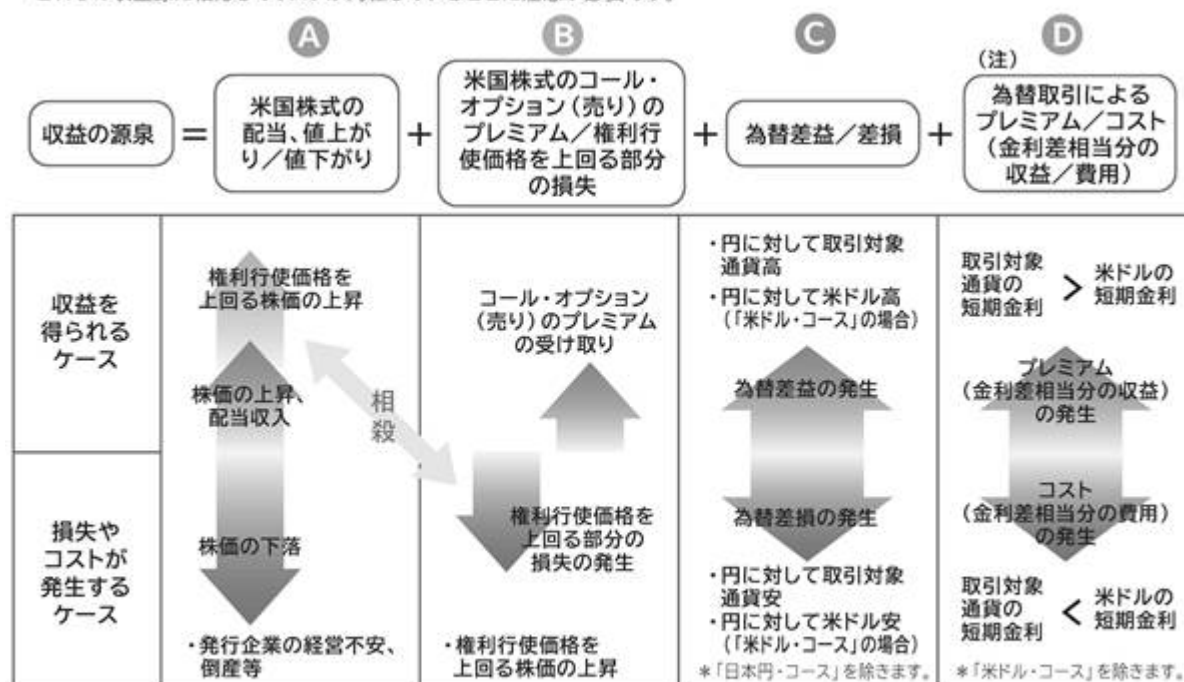 A
B
C
D
(注)
収益の源泉
=
米国株式の
配当、値上が
り/値下がり
+
米国株式のコール・
オプション(売り)の
プレミアム/権利行
使価格を上回る部分
の損失
+
為替差益/差損
+
為替取引による
プレミアム/コスト
(金利差相当分の
収益/費用)
収益を
得られる
ケース
権利行使価格を
上回る株価の上昇
株価の上昇、
配当収入
相殺
コール・オプション
(売り)のプレミアム
の受け取り
・円に対して取引対象
通貨高
・円に対して米ドル高
(「米ドル・コース」の場合)
為替差益の発生
取引対象
通貨の
短期金利
>
米ドルの
短期金利
プレミアム
(金利差相当分の収益)
の発生
損失や
コストが
発生する
ケース
株価の下落
・発行企業の経営不安、
倒産等
権利行使価格を
上回る部分の
損失の発生
・権利行使価格を
上回る株価の上昇
為替差損の発生
・円に対して取引対象
通貨安
・円に対して米ドル安
(「米ドル・コース」の場合)
*「日本円・コース」を除きます。
コスト
(金利差相当分の費用)
の発生
取引対象
通貨の
短期金利
<
米ドルの
短期金利
*「米ドル・コース」を除きます。